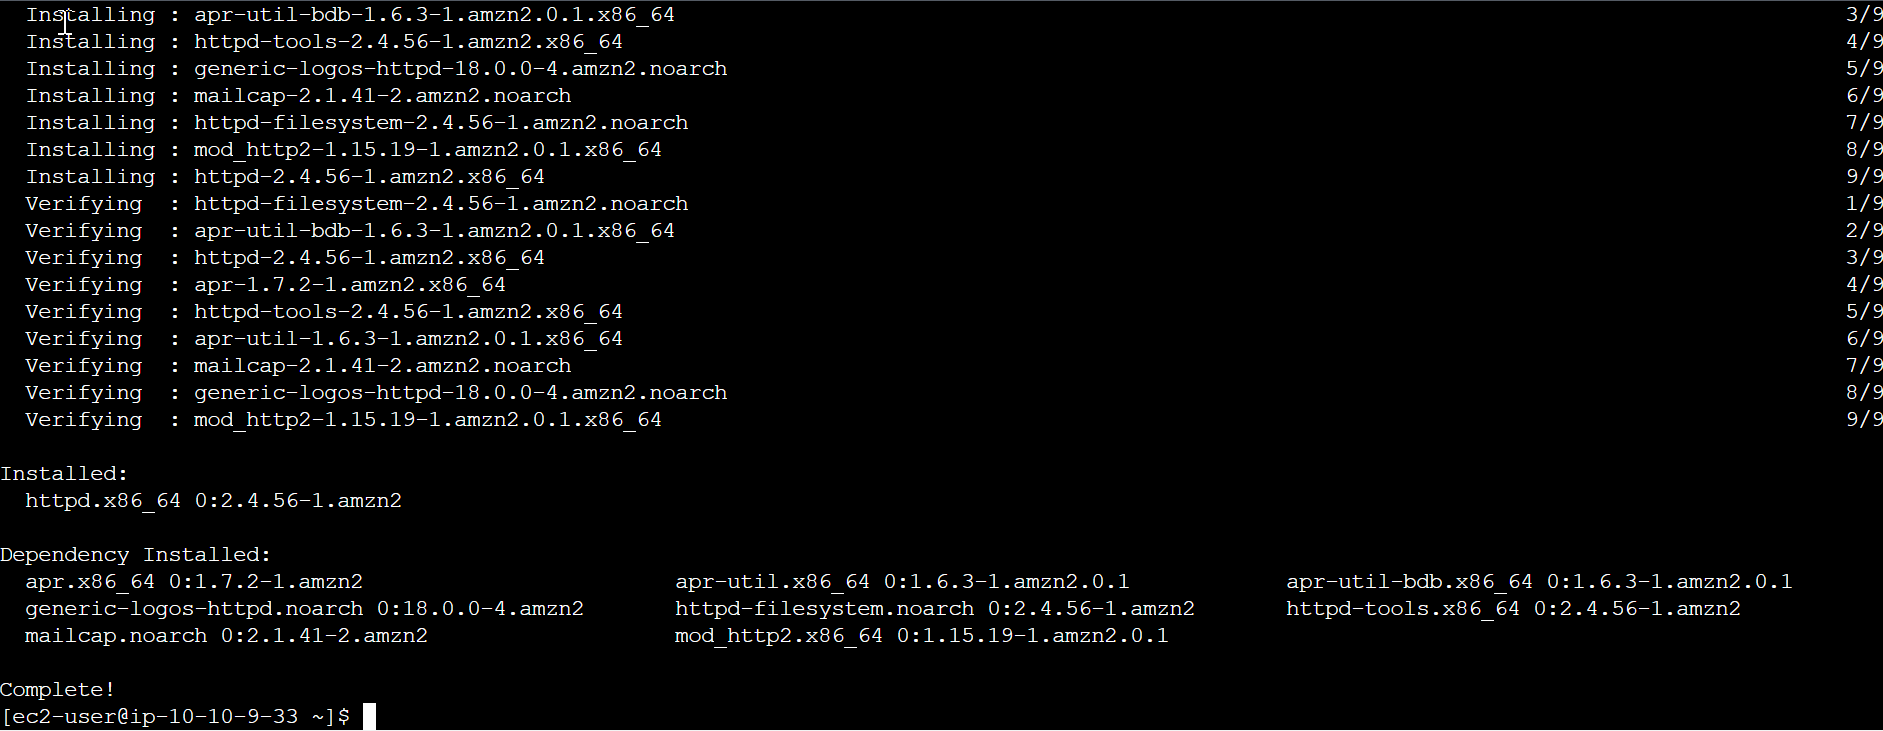 Installing : apr-util-bdb-1.6.3-1.amzn2.0.1.x86_64 3/9
Installing : httpd-tools-2.4.56-1.amzn2.x86_64 4/9
Installing : generic-logos-httpd-18.0.0-4.amzn2.noarch 5/9
Installing : mailcap-2.1.41-2.amzn2.noarch 6/9
Installing : httpd-filesystem-2.4.56-1.amzn2.noarch 7/9
Installing : mod_http2-1.15.19-1.amzn2.0.1.x86_64 8/9
Installing : httpd-2.4.56-1.amzn2.x86_64 9/9
Verifying  : httpd-filesystem-2.4.56-1.amzn2.noarch 1/9
Verifying  : apr-util-bdb-1.6.3-1.amzn2.0.1.x86_64 2/9
Verifying  : httpd-2.4.56-1.amzn2.x86_64 3/9
Verifying  : apr-1.7.2-1.amzn2.x86_64 4/9
Verifying  : httpd-tools-2.4.56-1.amzn2.x86_64 5/9
Verifying  : apr-util-1.6.3-1.amzn2.0.1.x86_64 6/9
Verifying  : mailcap-2.1.41-2.amzn2.noarch 7/9
Verifying  : generic-logos-httpd-18.0.0-4.amzn2.noarch 8/9
Verifying  : mod_http2-1.15.19-1.amzn2.0.1.x86_64 9/9
Installed:
httpd.x86_64 0:2.4.56-1.amzn2
Dependency Installed:
apr.x86_64 0:1.7.2-1.amzn2 apr-util.x86_64 0:1.6.3-1.amzn2.0.1 apr-util-bdb.x86_64 0:1.6.3-1.amzn2.0.1
generic-logos-httpd.noarch 0:18.0.0-4.amzn2 httpd-filesystem.noarch 0:2.4.56-1.amzn2 httpd-tools.x86_64 0:2.4.56-1.amzn2
mailcap.noarch 0:2.1.41-2.amzn2 mod_http2.x86_64 0:1.15.19-1.amzn2.0.1
Complete!
[ec2-user@ip-10-10-9-33 ~]$